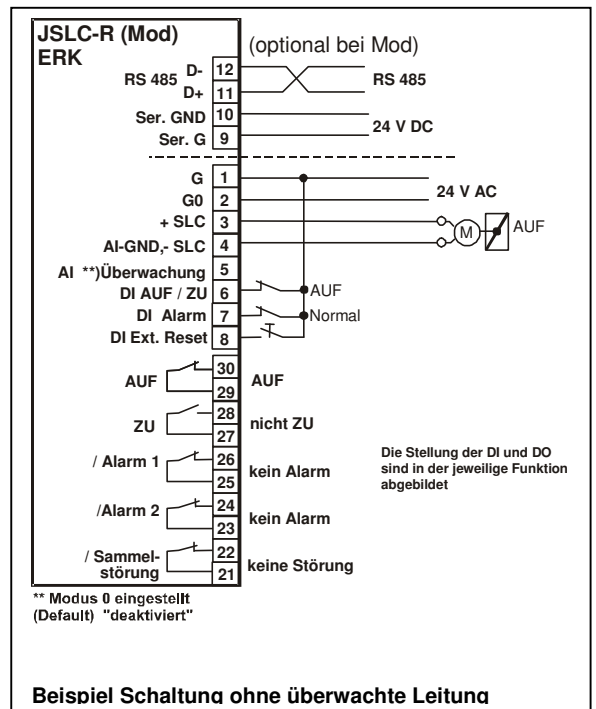 JSLC-R (Mod)
ERK
(optional bei Mod)
RS 485 D- 12 RS 485
D+ 11
Ser. GND 10
24 V DC
Ser. G 9
G 1
24 V AC
G0 2
+ SLC 3
M AUF
AI-GND,- SLC 4
AI **)Überwachung 5
DI AUF / ZU 6 AUF
DI Alarm 7 Normal
DI Ext. Reset 8
30
AUF AUF
29
28
ZU nicht ZU
27
26
/ Alarm 1 kein Alarm
25
24
/Alarm 2 kein Alarm
23
22
/ Sammel-
störung keine Störung
21
Die Stellung der DI und DO
sind in der jeweilige Funktion
abgebildet
** Modus 0 eingestellt
(Default) "deaktiviert"
Beispiel Schaltung ohne überwachte Leitung